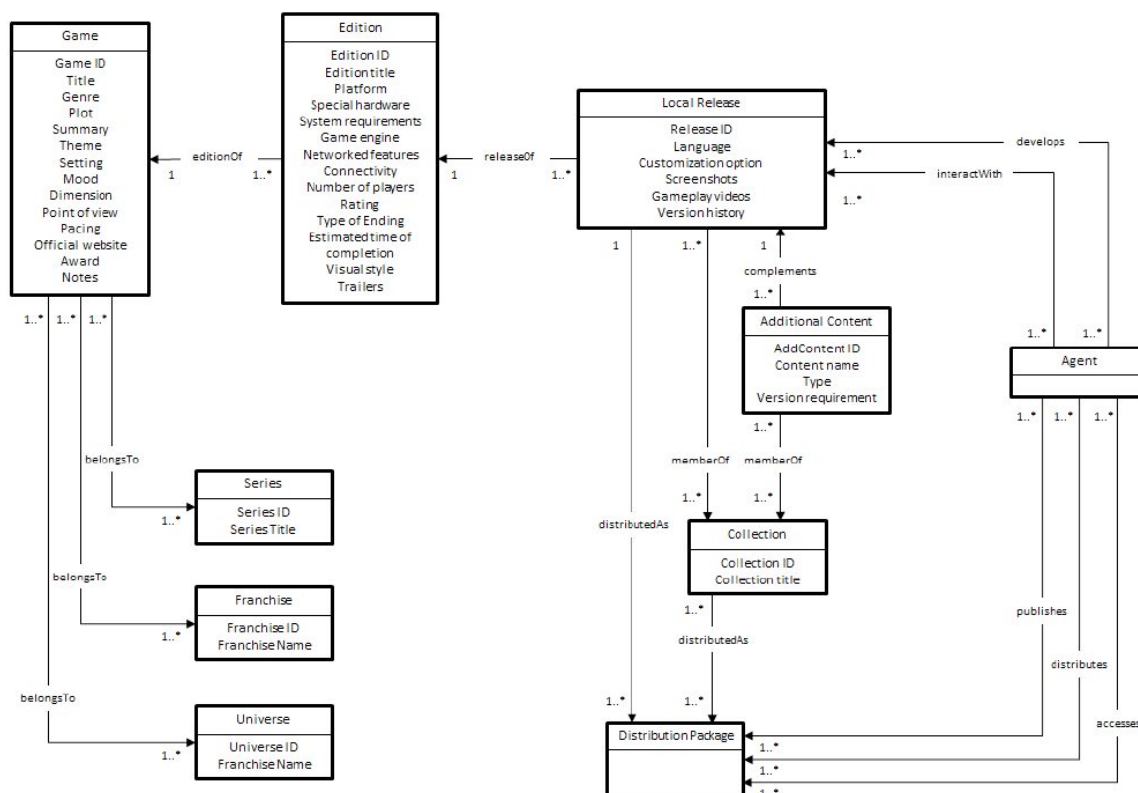 Game
Game ID
Title
Genre
Plot
Summary
Theme
Setting
Mood
Dimension
Point of view
Pacing
Official website
Award
Notes
editionOf
1
1..*
Edition
Edition ID
Edition title
Platform
Special hardware
System requirements
Game engine
Networked features
Connectivity
Number of players
Rating
Type of Ending
Estimated time of
completion
Visual style
Trailers
releaseOf
1
1..*
Local Release
Release ID
Language
Customization option
Screenshots
Gameplay videos
Version history
develops
1..*
interactWith
1..*
1
1..*
1
complements
1..*
Additional Content
AddContent ID
Content name
Type
Version requirement
1..*
1..*
1..*
Agent
1..*
1..*
1..*
1..*
1..*
1..*
belongsTo
1..*
Series
Series ID
Series Title
belongsTo
1..*
Franchise
Franchise ID
Franchise Name
belongsTo
1..*
Universe
Universe ID
Franchise Name
memberOf
memberOf
1..*
1..*
distributedAs
Collection
Collection ID
Collection title
1..*
distributedAs
publishes
distributes
accesses
1..*
1..*
Distribution Package
1..*
1..*
1..*